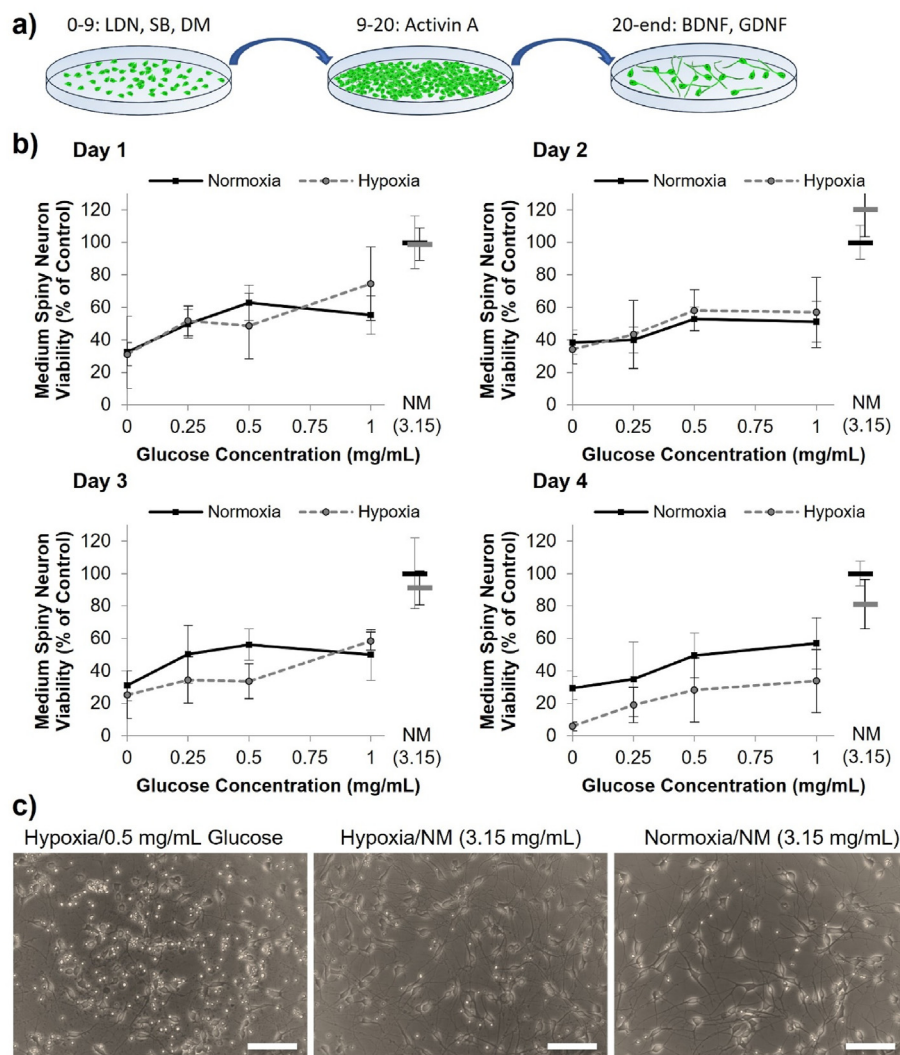 a)
0-9: LDN, SB, DM
9-20: Activin A
20-end: BDNF, GDNF
b)
Day 1
Normoxia
Hypoxia
Medium Spiny Neuron
Viability (% of Control)
120
100
80
60
40
20
0
0
0.25
0.5
0.75
1
NM
(3.15)
Glucose Concentration (mg/mL)
Day 2
Normoxia
Hypoxia
Medium Spiny Neuron
Viability (% of Control)
120
100
80
60
40
20
0
0
0.25
0.5
0.75
1
NM
(3.15)
Glucose Concentration (mg/mL)
Day 3
Normoxia
Hypoxia
Medium Spiny Neuron
Viability (% of Control)
120
100
80
60
40
20
0
0
0.25
0.5
0.75
1
NM
(3.15)
Glucose Concentration (mg/mL)
Day 4
Normoxia
Hypoxia
Medium Spiny Neuron
Viability (% of Control)
120
100
80
60
40
20
0
0
0.25
0.5
0.75
1
NM
(3.15)
Glucose Concentration (mg/mL)
c)
Hypoxia/0.5 mg/mL Glucose
Hypoxia/NM (3.15 mg/mL)
Normoxia/NM (3.15 mg/mL)